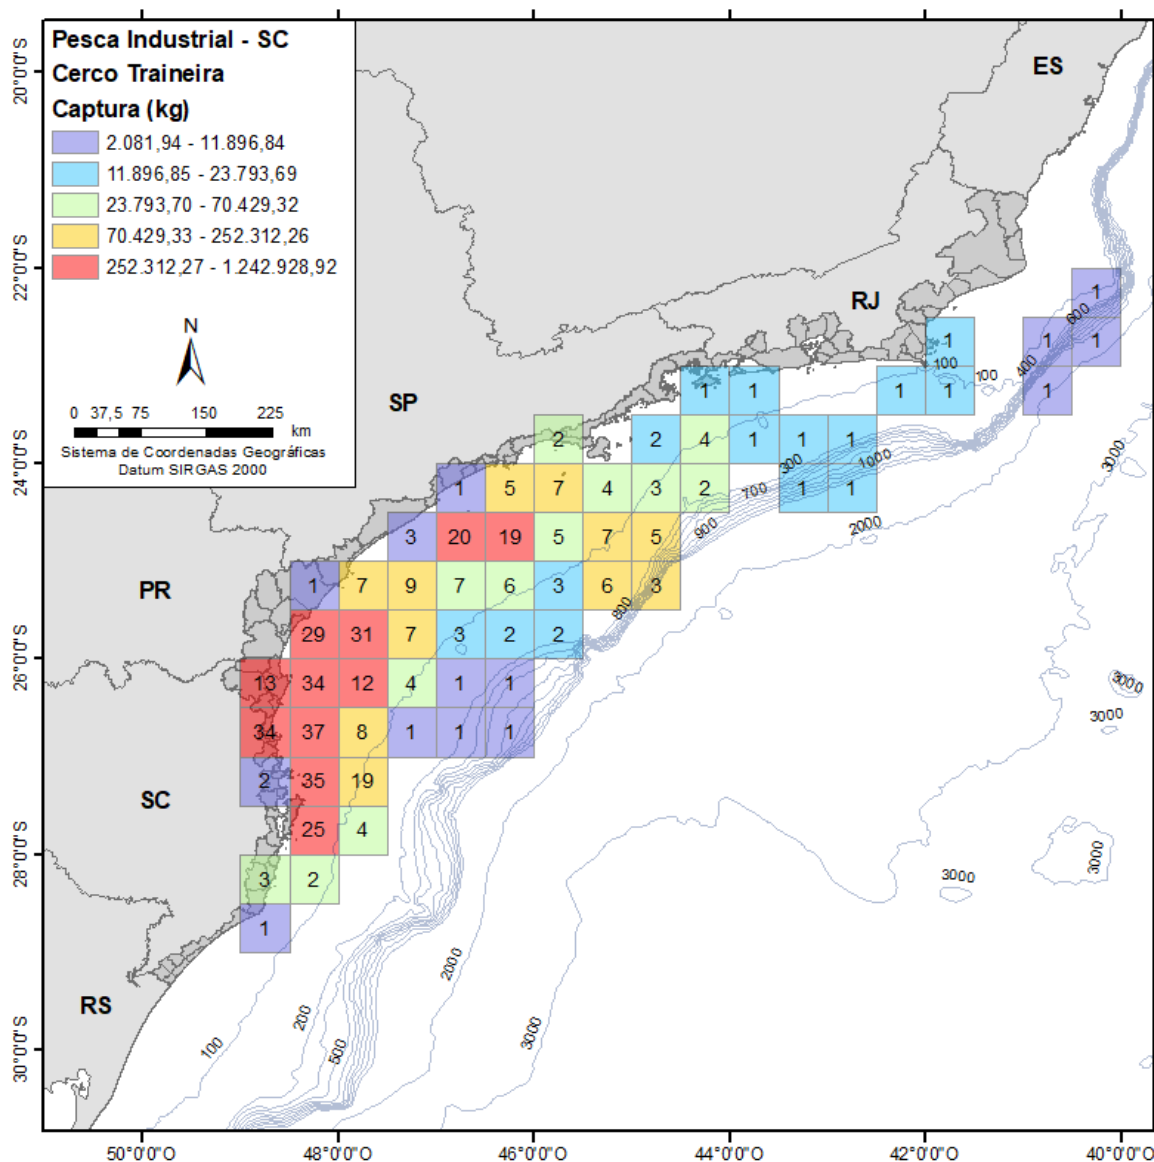 Pesca Industrial - SC
Cerco Traineira
Captura (kg)
2.081,94 - 11.896,84
11.896,85 - 23.793,69
23.793,70 - 70.429,32
70.429,33 - 252.312,26
252.312,27 - 1.242.928,92
N
0 37,5 75 150 225
km
Sistema de Coordenadas Geográficas
Datum SIRGAS 2000
ES
RJ
SP
PR
SC
RS
20°0'0"S
22°0'0"S
24°0'0"S
26°0'0"S
28°0'0"S
30°0'0"S
1
600
1 1 1
100 100 400
1 1 1 1 1
2 2 4 1 1 1
300 1000 3000
1 5 7 4 3 2 1 1
700 900 2000
3 20 19 5 7 5
1 7 9 7 6 3 6 3
800
29 31 7 3 2 2
13 34 12 4 1 1
3000
34 37 8 1 1 1
3000
2 35 19
25 4
3 2
3000 3000
1
2000
100 200 500 3000
50°0'0"O 48°0'0"O 46°0'0"O 44°0'0"O 42°0'0"O 40°0'0"O